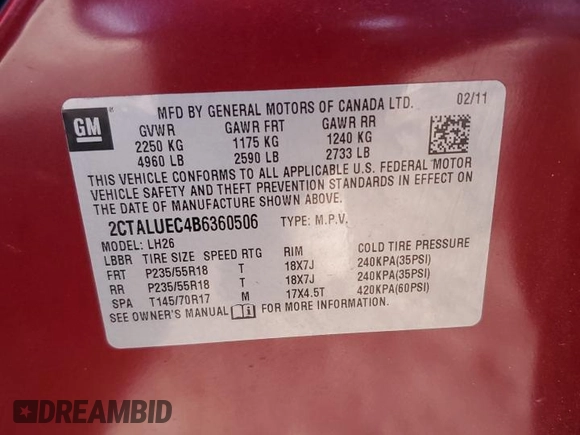 GM
MFD BY GENERAL MOTORS OF CANADA LTD. 02/11
GVWR GAWR FRT GAWR RR
2250 KG 1175 KG 1240 KG
4960 LB 2590 LB 2733 LB
THIS VEHICLE CONFORMS TO ALL APPLICABLE U.S. FEDERAL MOTOR
VEHICLE SAFETY AND THEFT PREVENTION STANDARDS IN EFFECT ON
THE DATE OF MANUFACTURE SHOWN ABOVE.
2CTALUEC4B6360506 TYPE: M.P.V.
MODEL: LH26
LBBR TIRE SIZE SPEED RTG RIM COLD TIRE PRESSURE
FRT P235/55R18 T 18X7J 240KPA(35PSI)
RR P235/55R18 T 18X7J 240KPA(35PSI)
SPA T145/70R17 M 17X4.5T 420KPA(60PSI)
SEE OWNER'S MANUAL FOR MORE INFORMATION.
DREAMBID